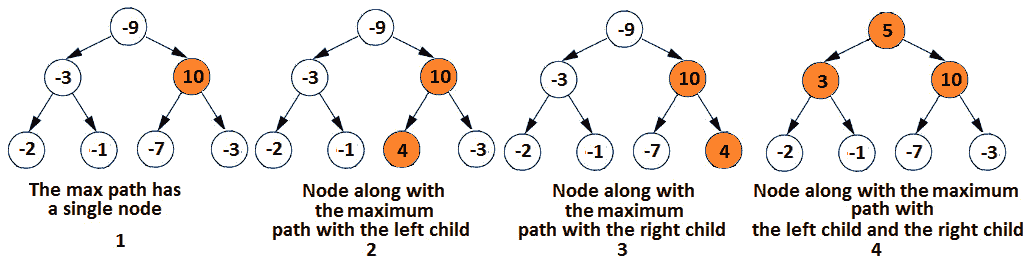 -9
-3
10
-2
-1
-7
-3
The max path has
a single node
1
-9
-3
10
-2
-1
4
-3
Node along with
the maximum
path with the left child
2
-9
-3
10
-2
-1
-7
4
Node along with
the maximum
path with the right child
3
5
3
10
-2
-1
-7
-3
Node along with the maximum
path with
the left child and the right child
4